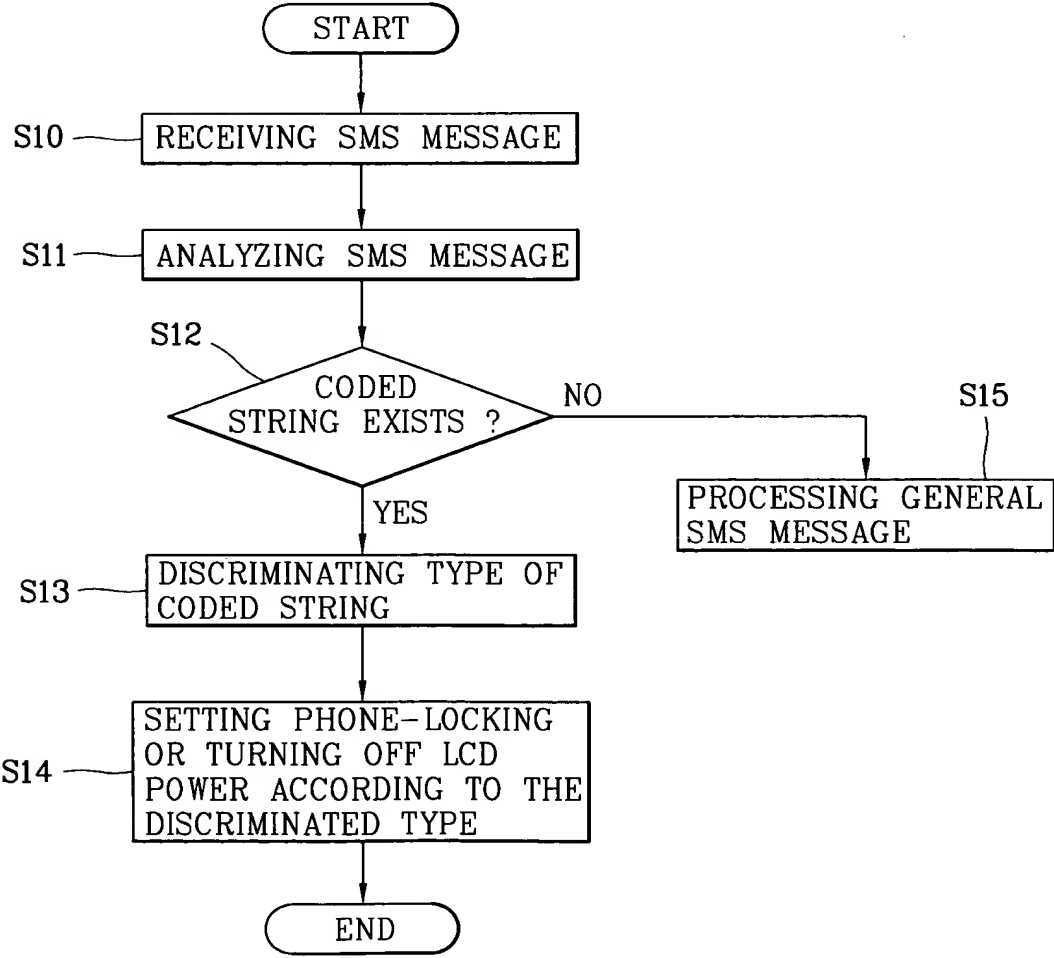 START
S10
RECEIVING SMS MESSAGE
S11
ANALYZING SMS MESSAGE
S12
CODED
STRING EXISTS ?
NO
S15
PROCESSING GENERAL
SMS MESSAGE
YES
S13
DISCRIMINATING TYPE OF
CODED STRING
S14
SETTING PHONE-LOCKING
OR TURNING OFF LCD
POWER ACCORDING TO THE
DISCRIMINATED TYPE
END